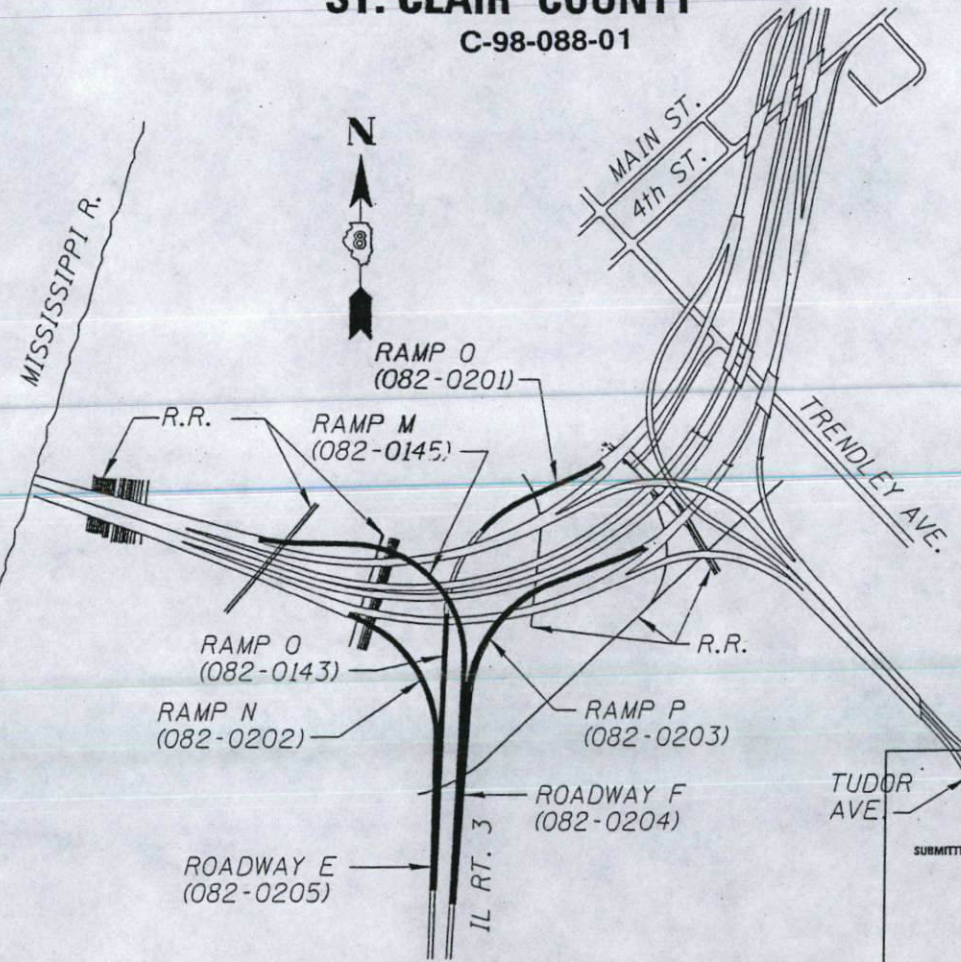 ST. CLAIR COUNTY
C-98-088-01
N
8
MAIN ST.
4th ST.
MISSISSIPPI R.
RAMP O
(082-0201)
R.R.
RAMP M
(082-0145)
TRENDLEY AVE.
RAMP O
(082-0143)
R.R.
RAMP N
(082-0202)
RAMP P
(082-0203)
TUDOR
AVE.
ROADWAY F
(082-0204)
ROADWAY E
(082-0205)
IL RT. 3